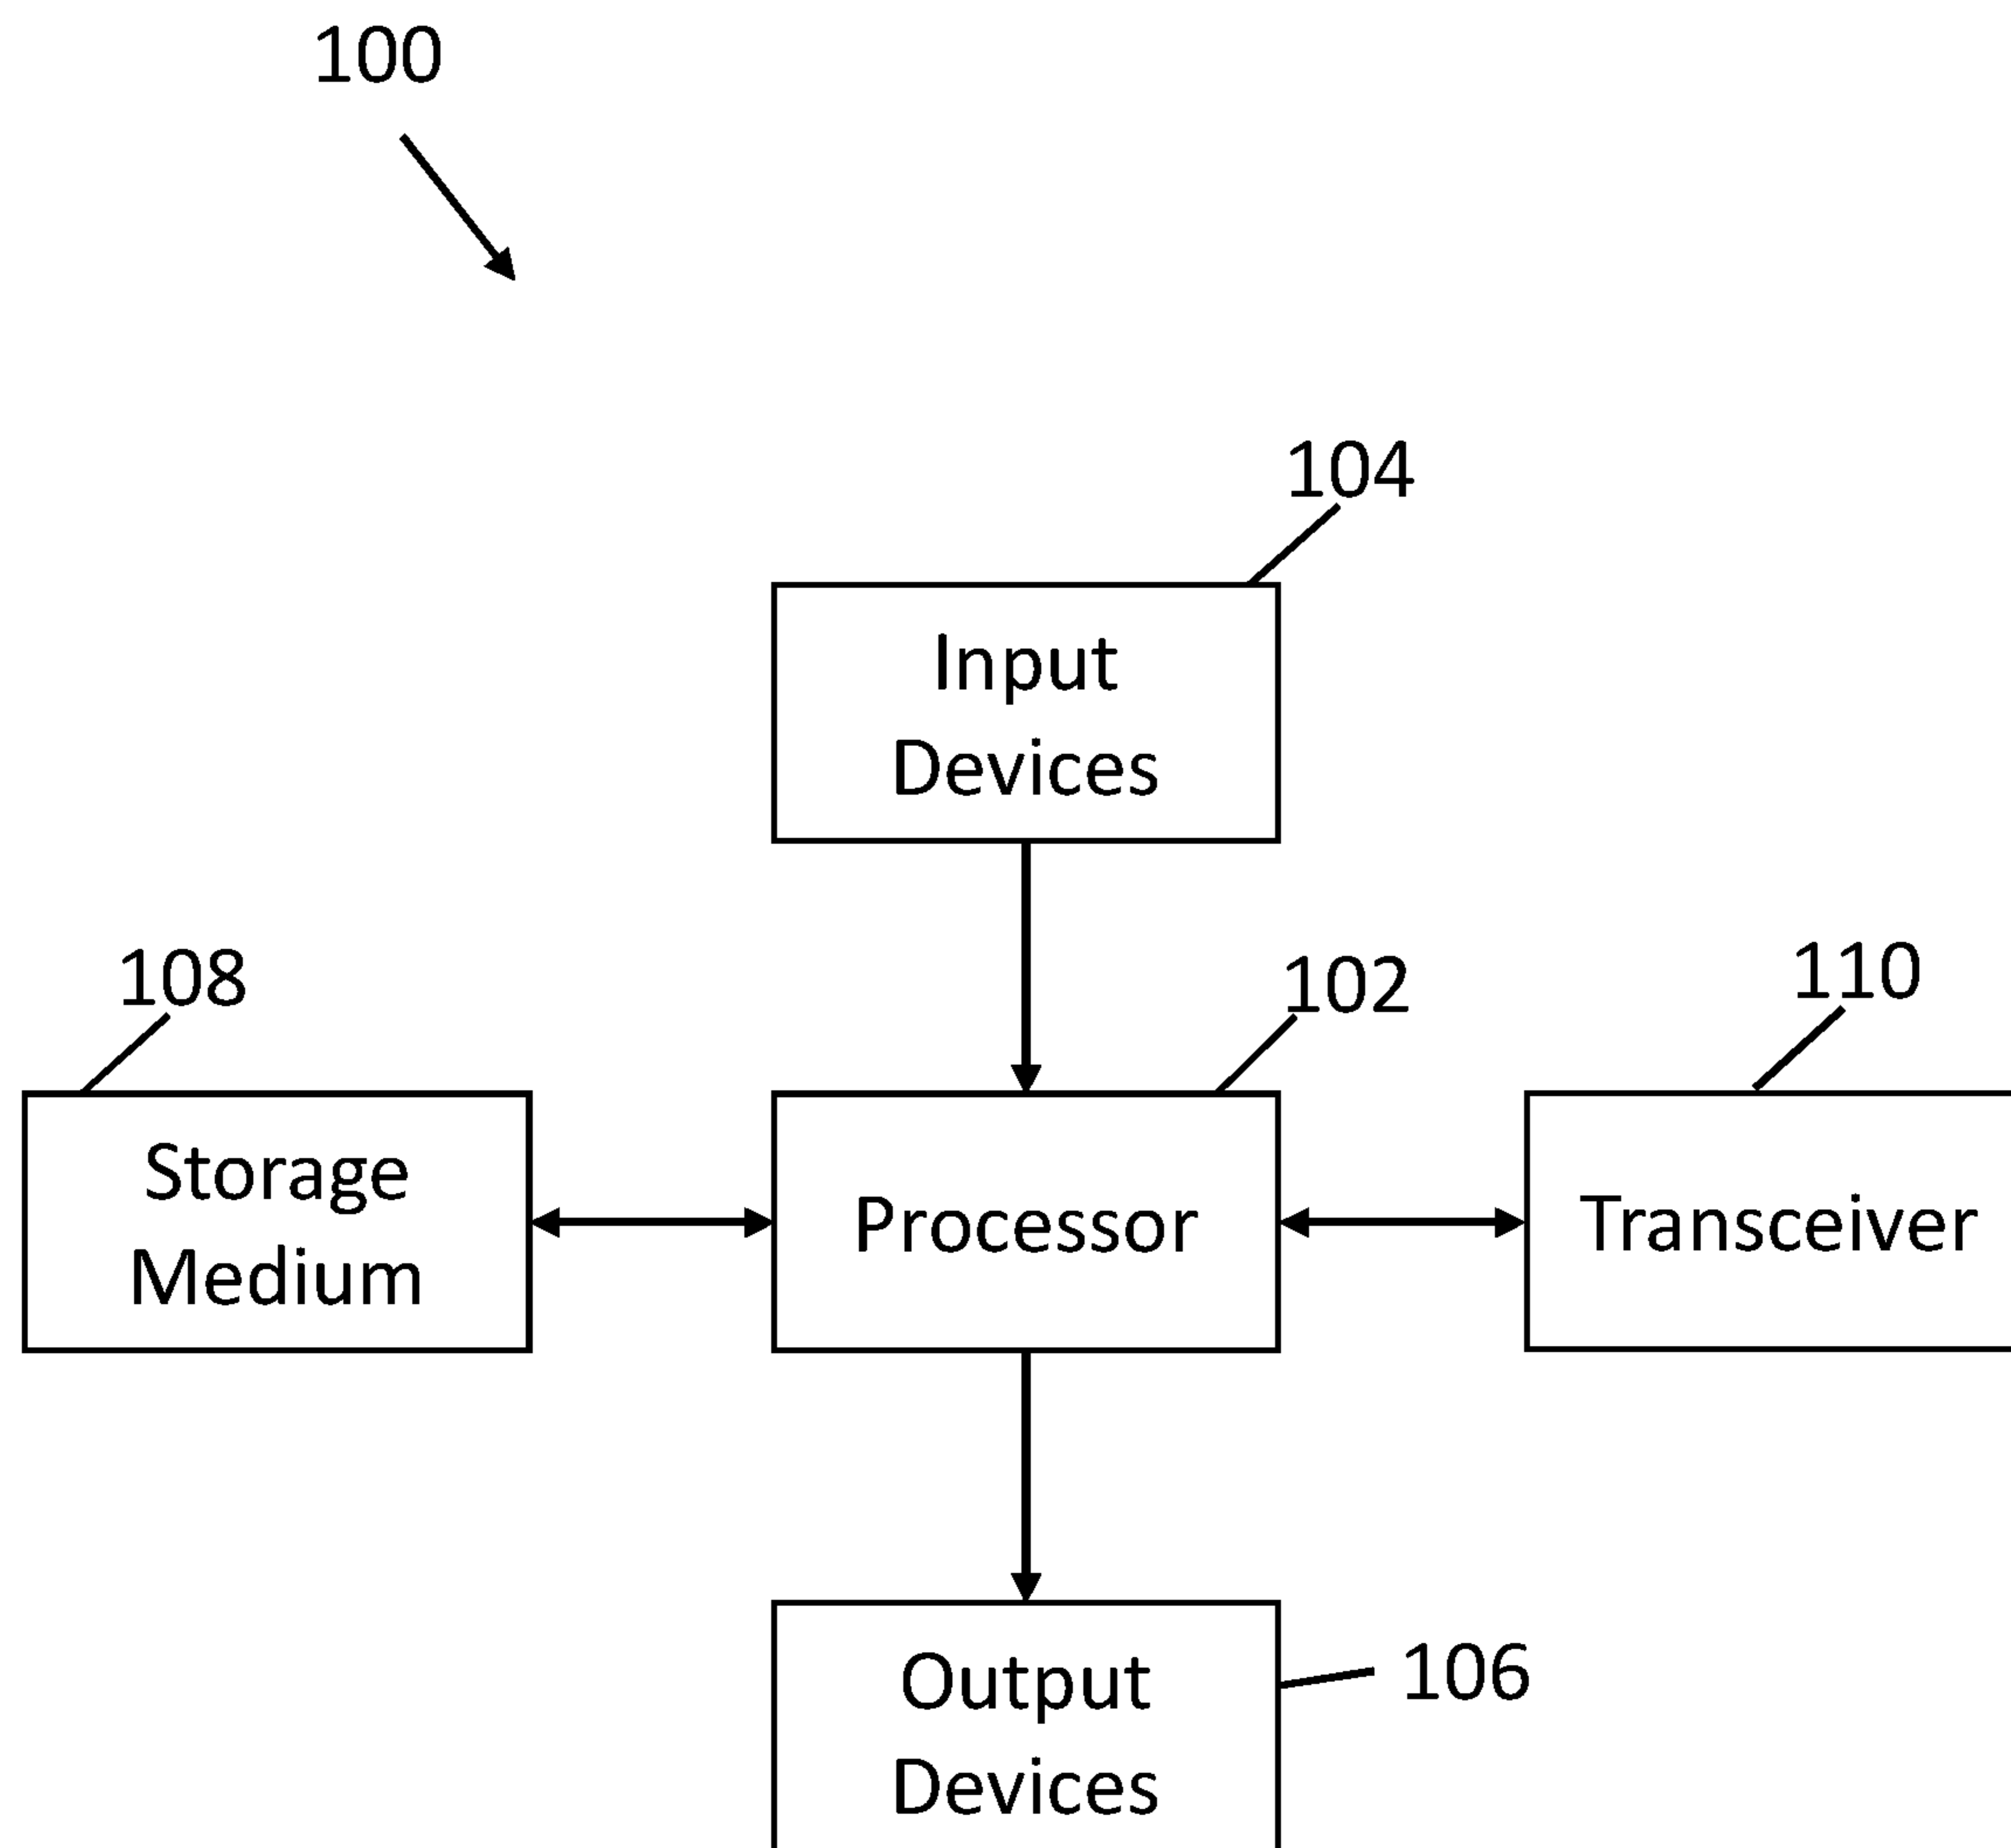 100
104
Input
Devices
108
102
110
Storage
Medium
Processor
Transceiver
Output
Devices
106